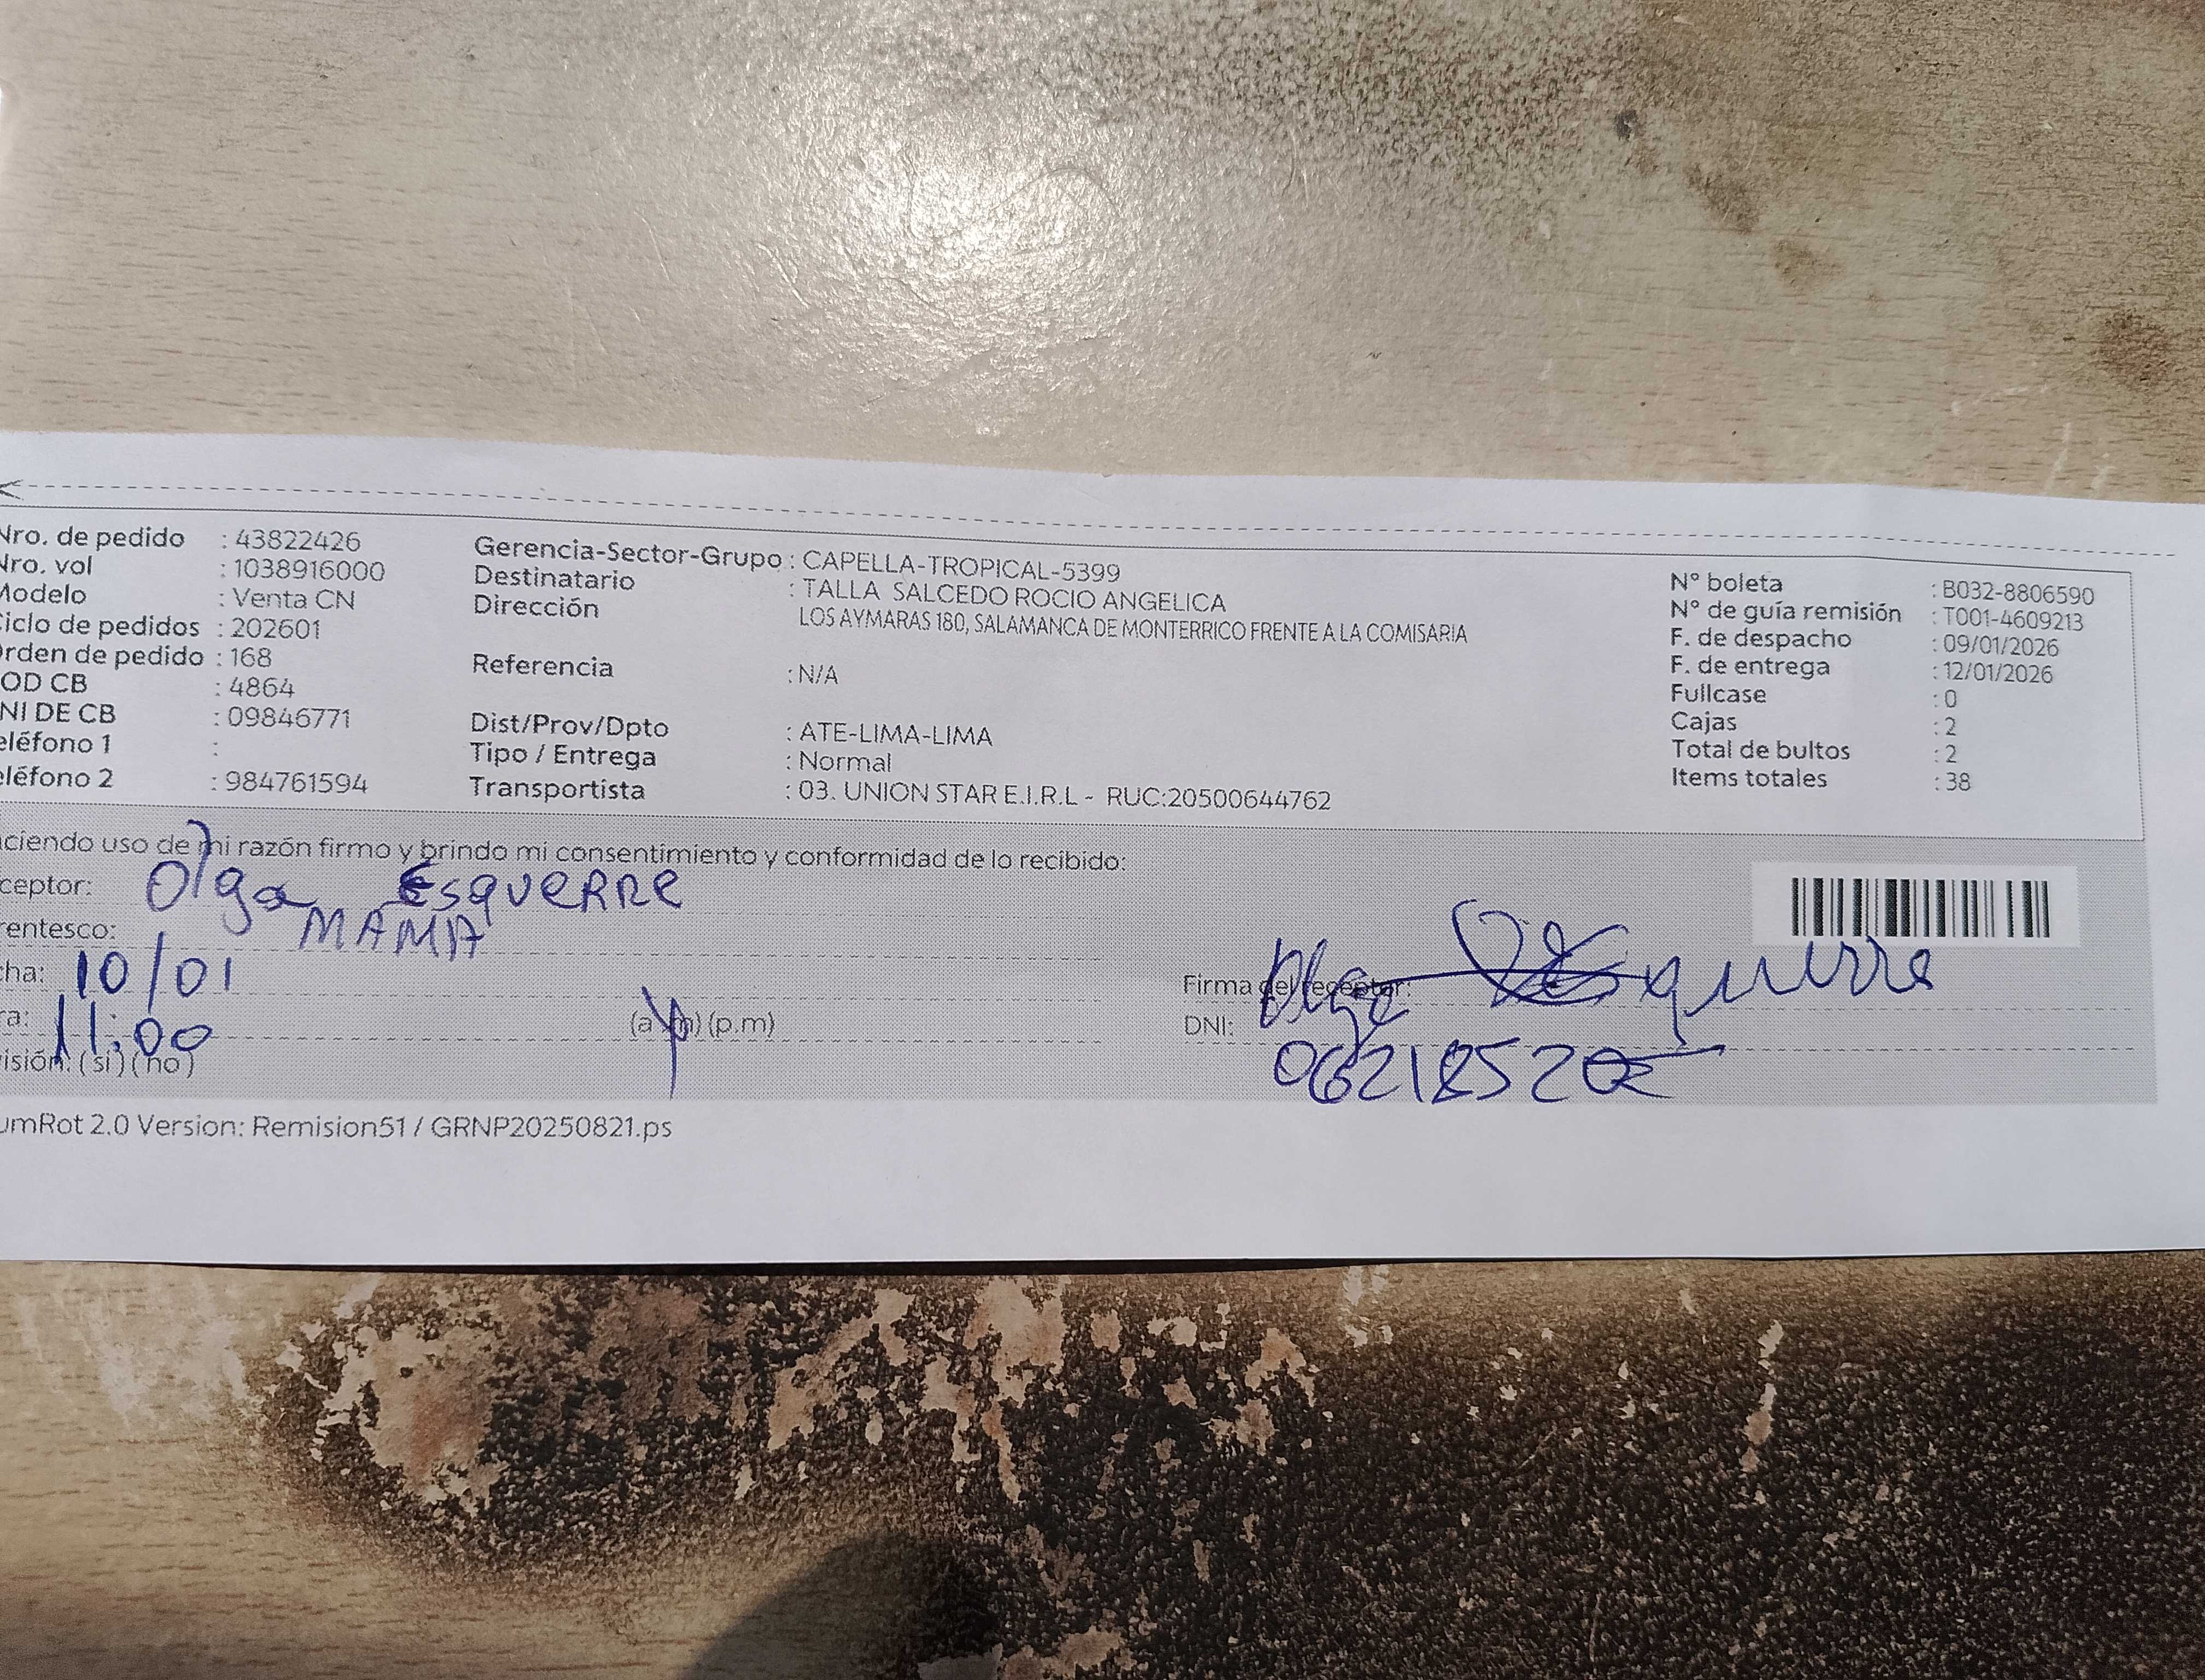 Nro. de pedido : 43822426
Nro. vol : 1038916000
Modelo : Venta CN
Ciclo de pedidos : 202601
Orden de pedido : 168
OD CB : 4864
NI DE CB : 09846771
eléfono 1 :
eléfono 2 : 984761594
Gerencia-Sector-Grupo : CAPELLA-TROPICAL-5399
Destinatario : TALLA SALCEDO ROCIO ANGELICA
Dirección LOS AYMARAS 180, SALAMANCA DE MONTERRICO FRENTE A LA COMISARIA
Referencia : N/A
Dist/Prov/Dpto : ATE-LIMA-LIMA
Tipo / Entrega : Normal
Transportista : 03. UNION STAR E.I.R.L - RUC:20500644762
N° boleta : B032-8806590
N° de guía remisión : T001-4609213
F. de despacho : 09/01/2026
F. de entrega : 12/01/2026
Fullcase : 0
Cajas : 2
Total de bultos : 2
Items totales : 38
ciendo uso de mi razón firmo y brindo mi consentimiento y conformidad de lo recibido:
ceptor: Olga Esquerre
rentesco: MAMA
cha: 10/01
ra: 11:00 (a.m) (p.m)
isión: (si) (no)
Firma del receptor: Olga Esquerre
DNI:
umRot 2.0 Version: Remision51 / GRNP20250821.ps